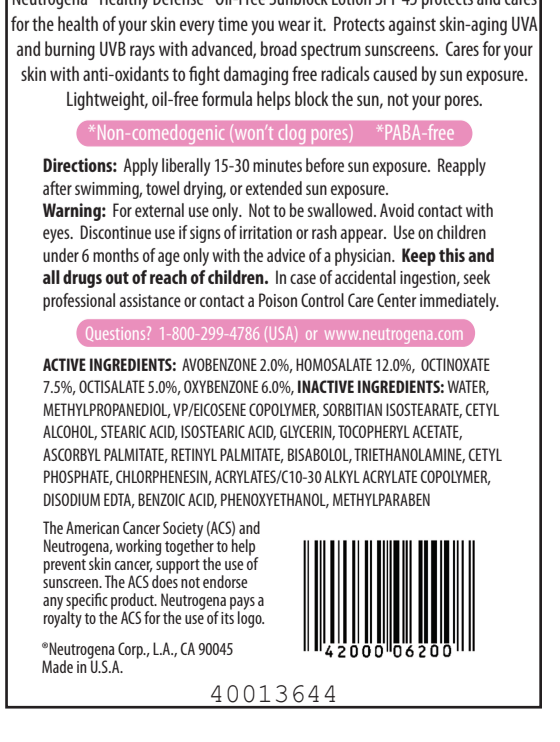 Neutrogena® Healthy Defense® Oil-Free Sunblock Lotion SPF 45 protects and cares
for the health of your skin every time you wear it. Protects against skin-aging UVA
and burning UVB rays with advanced, broad spectrum sunscreens. Cares for your
skin with anti-oxidants to fight damaging free radicals caused by sun exposure.
Lightweight, oil-free formula helps block the sun, not your pores.
*Non-comedogenic (won't clog pores) *PABA-free
Directions: Apply liberally 15-30 minutes before sun exposure. Reapply
after swimming, towel drying, or extended sun exposure.
Warning: For external use only. Not to be swallowed. Avoid contact with
eyes. Discontinue use if signs of irritation or rash appear. Use on children
under 6 months of age only with the advice of a physician. Keep this and
all drugs out of reach of children. In case of accidental ingestion, seek
professional assistance or contact a Poison Control Care Center immediately.
Questions? 1-800-299-4786 (USA) or www.neutrogena.com
ACTIVE INGREDIENTS: AVOBENZONE 2.0%, HOMOSALATE 12.0%, OCTINOXATE
7.5%, OCTISALATE 5.0%, OXYBENZONE 6.0%, INACTIVE INGREDIENTS: WATER,
METHYLPROPANEDIOL, VP/EICOSENE COPOLYMER, SORBITIAN ISOSTEARATE, CETYL
ALCOHOL, STEARIC ACID, ISOSTEARIC ACID, GLYCERIN, TOCOPHERYL ACETATE,
ASCORBYL PALMITATE, RETINYL PALMITATE, BISABOLOL, TRIETHANOLAMINE, CETYL
PHOSPHATE, CHLORPHENESIN, ACRYLATES/C10-30 ALKYL ACRYLATE COPOLYMER,
DISODIUM EDTA, BENZOIC ACID, PHENOXYETHANOL, METHYLPARABEN
The American Cancer Society (ACS) and
Neutrogena, working together to help
prevent skin cancer, support the use of
sunscreen. The ACS does not endorse
any specific product. Neutrogena pays a
royalty to the ACS for the use of its logo.
®Neutrogena Corp., L.A., CA 90045
Made in U.S.A.
42000 06200
40013644